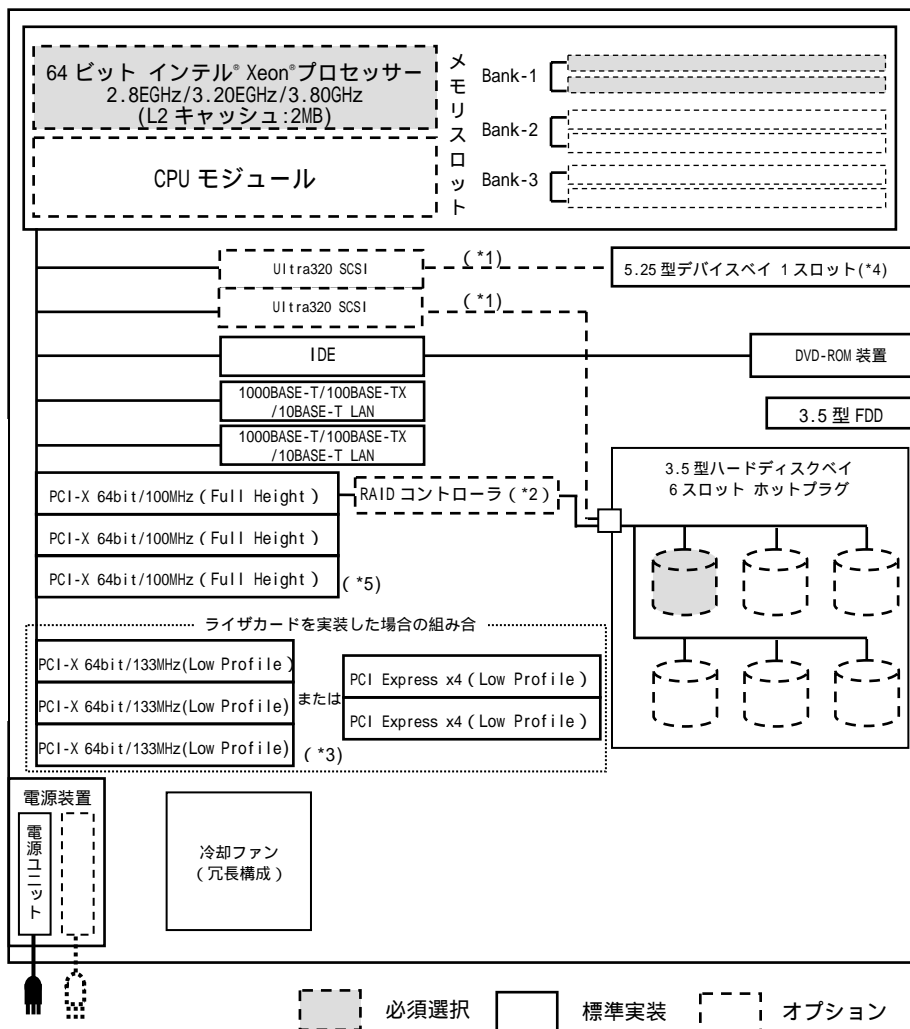 64 ビット インテル® Xeon®プロセッサー
2.8EGHz/3.20EGHz/3.80GHz
(L2 キャッシュ:2MB)
CPU モジュール
メモリスロット
Bank-1
Bank-2
Bank-3
Ultra320 SCSI
(*1)
5.25 型デバイスベイ 1 スロット(*4)
Ultra320 SCSI
(*1)
IDE
DVD-ROM 装置
1000BASE-T/100BASE-TX
/10BASE-T LAN
3.5 型 FDD
1000BASE-T/100BASE-TX
/10BASE-T LAN
3.5 型ハードディスクベイ
6 スロット ホットプラグ
PCI-X 64bit/100MHz(Full Height)
RAID コントローラ(*2)
PCI-X 64bit/100MHz(Full Height)
PCI-X 64bit/100MHz(Full Height)
(*5)
ライザカードを実装した場合の組み合
PCI-X 64bit/133MHz(Low Profile)
PCI-X 64bit/133MHz(Low Profile)
PCI-X 64bit/133MHz(Low Profile)
(*3)
または
PCI Express x4(Low Profile)
PCI Express x4(Low Profile)
電源装置
電源ユニット
冷却ファン
(冗長構成)
必須選択
標準実装
オプション